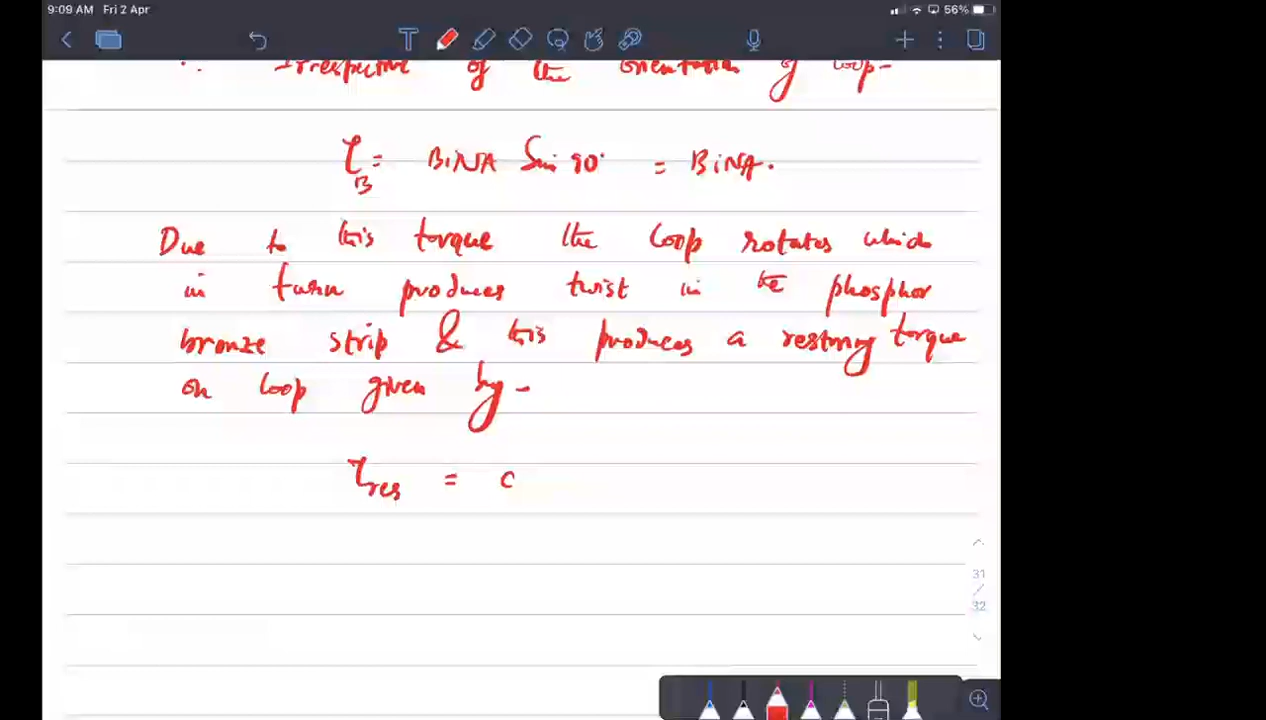 9:09 AM Fri 2 Apr 56%
∴ Irrespective of the orientation of loop-
τB = BiNA Sin 90° = BiNA.
Due to this torque the loop rotates which
in turn produces twist in the phosphor
bronze strip & this produces a restoring torque
on loop given by-
τres = c
31
/
32